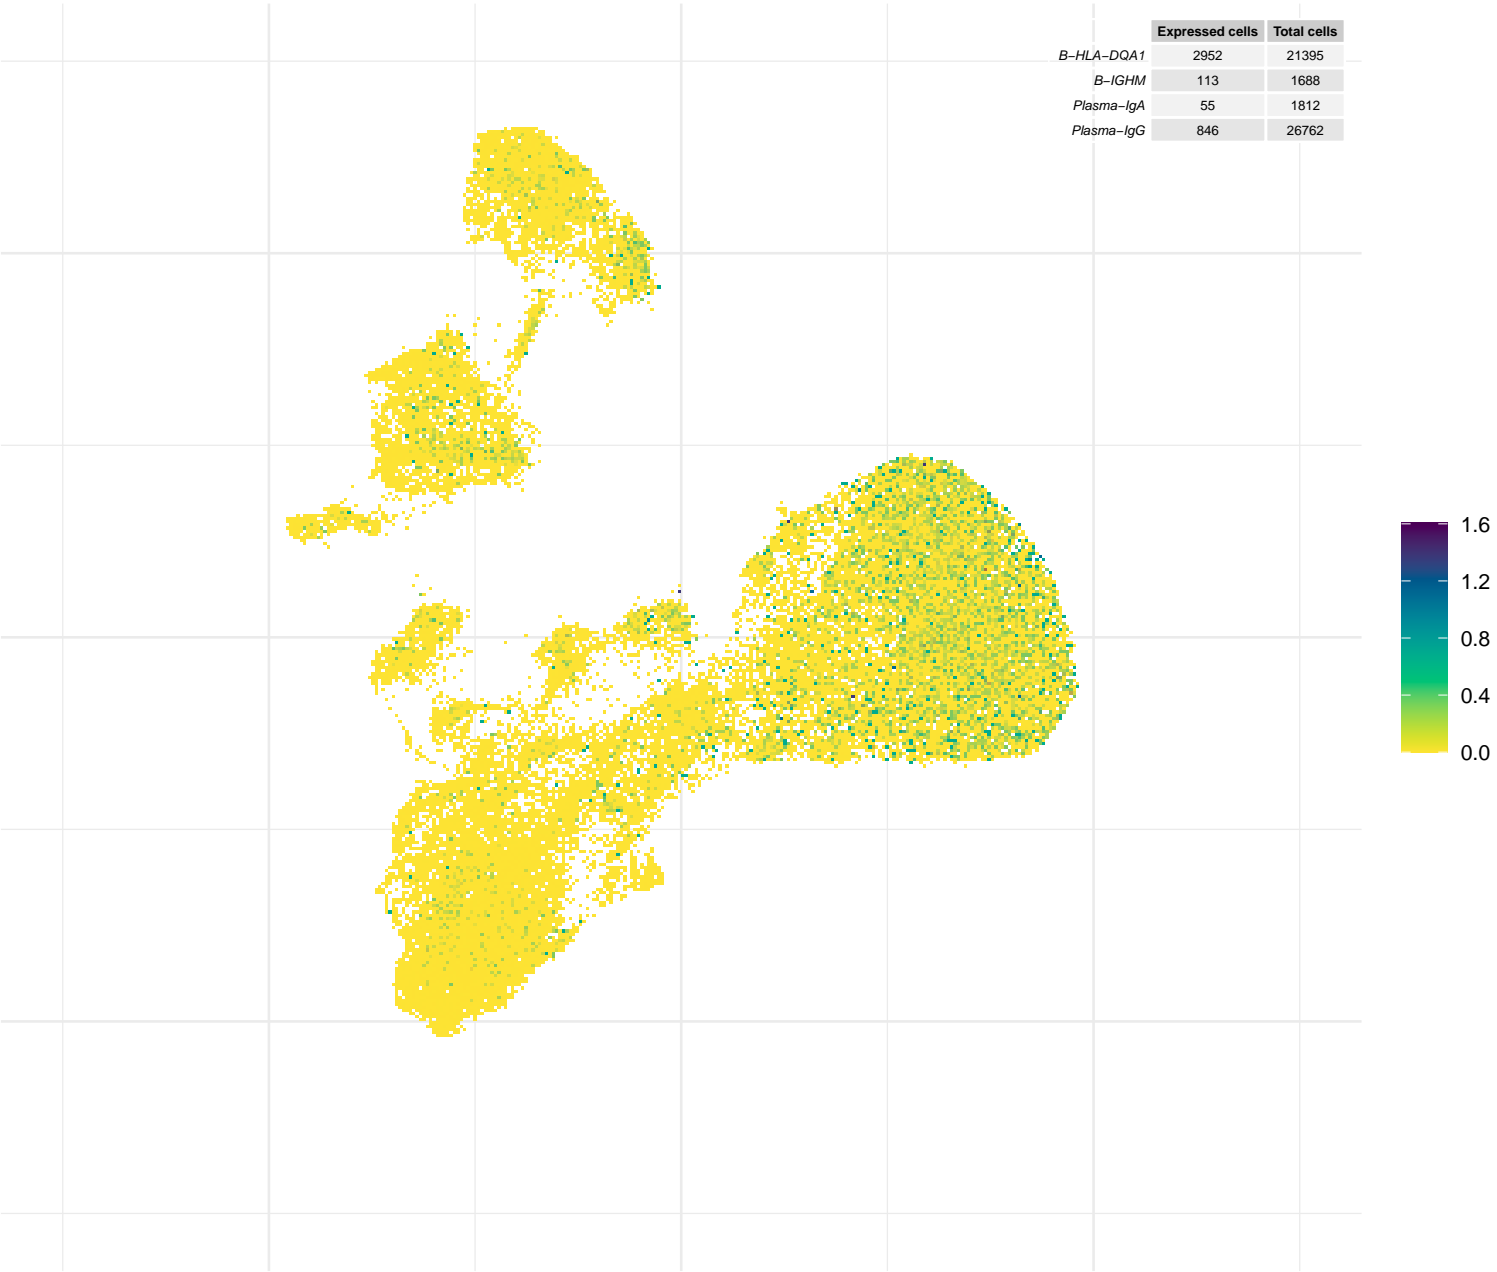 Expressed cells Total cells
B−HLA−DQA1 2952 21395
B−IGHM 113 1688
Plasma−IgA 55 1812
Plasma−IgG 846 26762
1.6
1.2
0.8
0.4
0.0